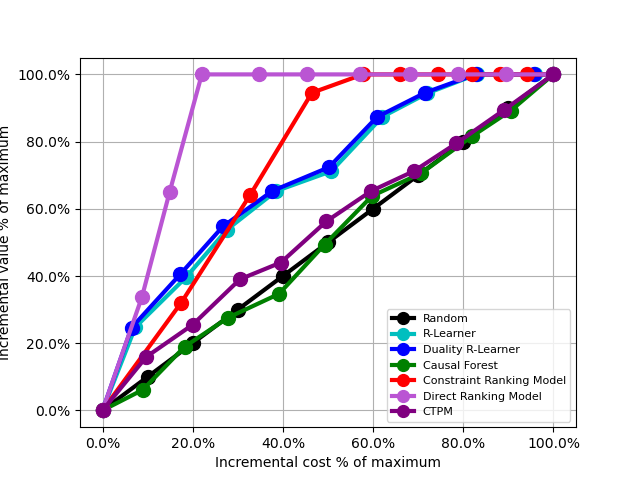 Incremental value % of maximum
100.0%
80.0%
60.0%
40.0%
20.0%
0.0%
Random
R-Learner
Duality R-Learner
Causal Forest
Constraint Ranking Model
Direct Ranking Model
CTPM
0.0% 20.0% 40.0% 60.0% 80.0% 100.0%
Incremental cost % of maximum